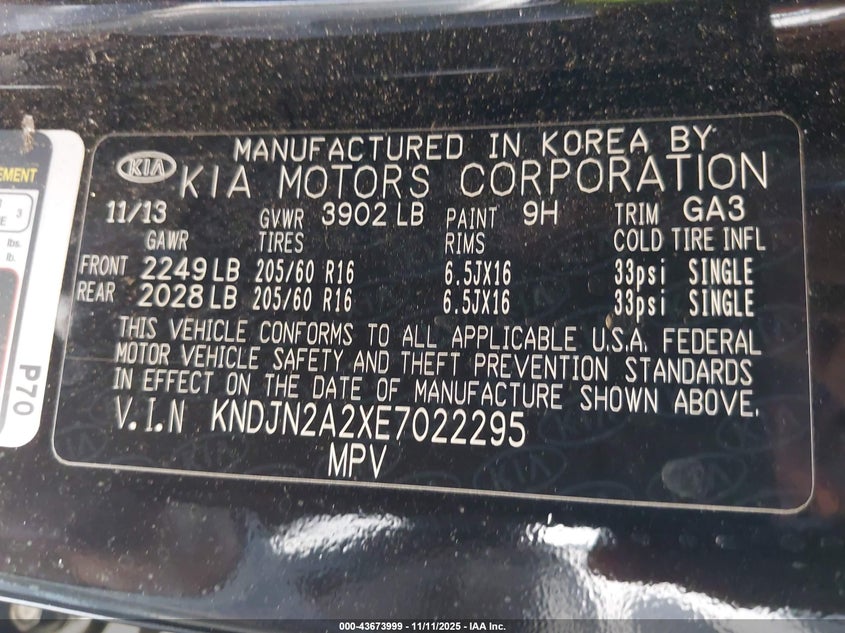 MANUFACTURED IN KOREA BY
KIA KIA MOTORS CORPORATION
11/13 GVWR 3902 LB PAINT 9H TRIM GA3
GAWR TIRES RIMS COLD TIRE INFL
FRONT 2249 LB 205/60 R16 6.5JX16 33psi SINGLE
REAR 2028 LB 205/60 R16 6.5JX16 33psi SINGLE
THIS VEHICLE CONFORMS TO ALL APPLICABLE U.S.A. FEDERAL
MOTOR VEHICLE SAFETY AND THEFT PREVENTION STANDARDS
IN EFFECT ON THE DATE OF MANUFACTURE SHOWN ABOVE.
V.I.N KNDJN2A2XE7022295
MPV
3
lbs.
P70
000-43673999 - 11/11/2025 - IAA Inc.